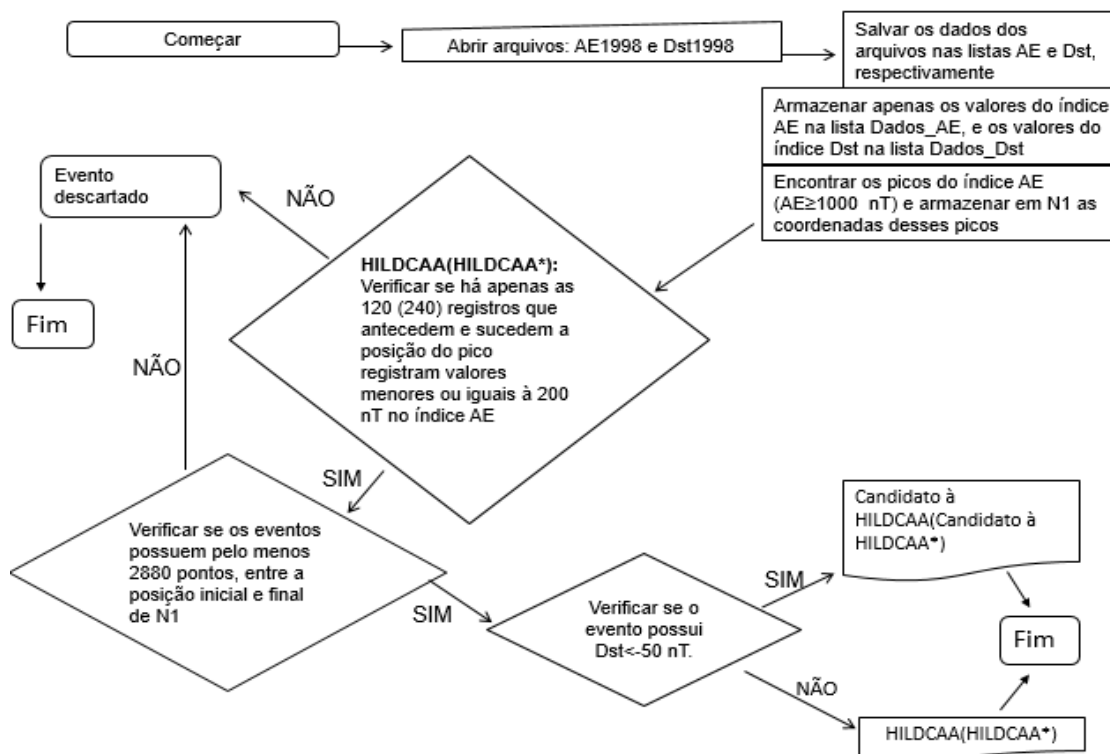 Começar
Abrir arquivos: AE1998 e Dst1998
Salvar os dados dos
arquivos nas listas AE e Dst,
respectivamente
Armazenar apenas os valores do índice
AE na lista Dados_AE, e os valores do
índice Dst na lista Dados_Dst
Encontrar os picos do índice AE
(AE≥1000 nT) e armazenar em N1 as
coordenadas desses picos
Evento
descartado
NÃO
Fim
HILDCAA(HILDCAA*):
Verificar se há apenas as
120 (240) registros que
antecedem e sucedem a
posição do pico
registram valores
menores ou iguais à 200
nT no índice AE
NÃO
SIM
Verificar se os eventos
possuem pelo menos
2880 pontos, entre a
posição inicial e final
de N1
SIM
Verificar se o
evento possui
Dst<-50 nT.
SIM
Candidato à
HILDCAA(Candidato à
HILDCAA*)
Fim
NÃO
HILDCAA(HILDCAA*)